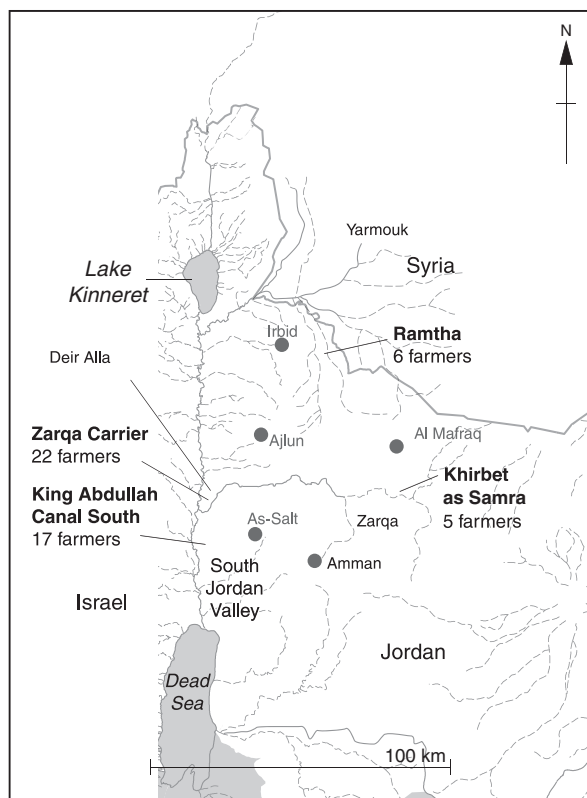 N
Yarmouk
Syria
Lake
Kinneret
Irbid
Ramtha
6 farmers
Deir Alla
Zarqa Carrier
22 farmers
Ajlun
Al Mafraq
King Abdullah
Canal South
17 farmers
Khirbet
as Samra
5 farmers
As-Salt
Zarqa
Amman
South
Jordan
Valley
Israel
Jordan
Dead
Sea
100 km